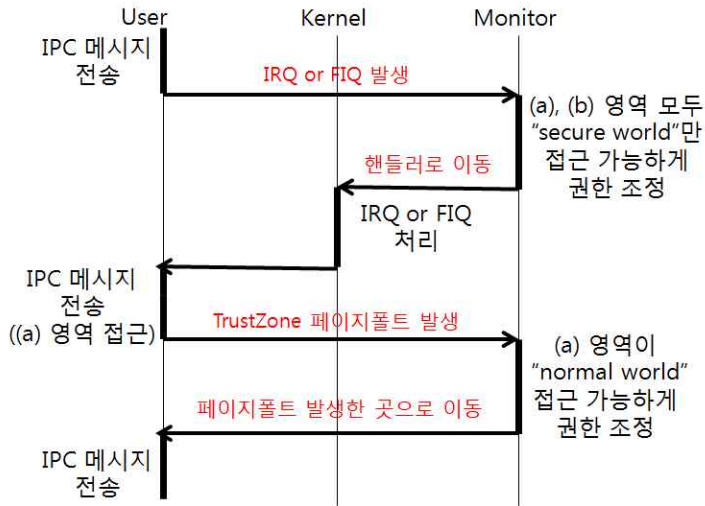 User Kernel Monitor
IPC 메시지
전송
IRQ or FIQ 발생
(a), (b) 영역 모두
"secure world"만
접근 가능하게
권한 조정
핸들러로 이동
IRQ or FIQ
처리
IPC 메시지
전송
((a) 영역 접근)
TrustZone 페이지폴트 발생
(a) 영역이
"normal world"
접근 가능하게
권한 조정
페이지폴트 발생한 곳으로 이동
IPC 메시지
전송